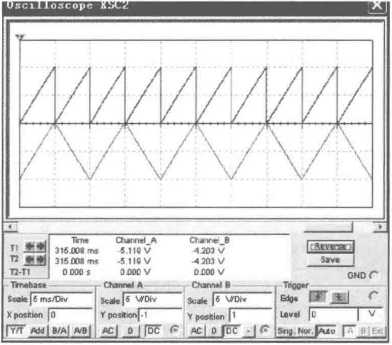 Oscilloscope XSC2
Time Channel_A Channel_B
T1 315.008 ms -5.119 V -4.203 V
T2 315.008 ms -5.119 V -4.203 V
T2-T1 0.000 s 0.000 V 0.000 V
Reverse
Save
GND
Timebase Channel A Channel B Trigger
Scale 5 ms/Div Scale 5 V/Div Scale 5 V/Div Edge
X position 0 Y position -1 Y position 1 Level 0 V
Y/T Add B/A A/B AC 0 DC AC 0 DC - Sing. Nor. Auto A B Ext